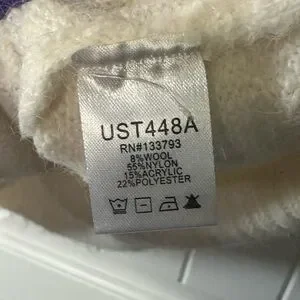 UST448A
RN#133793
8%WOOL
55%NYLON
15%ACRYLIC
22%POLYESTER